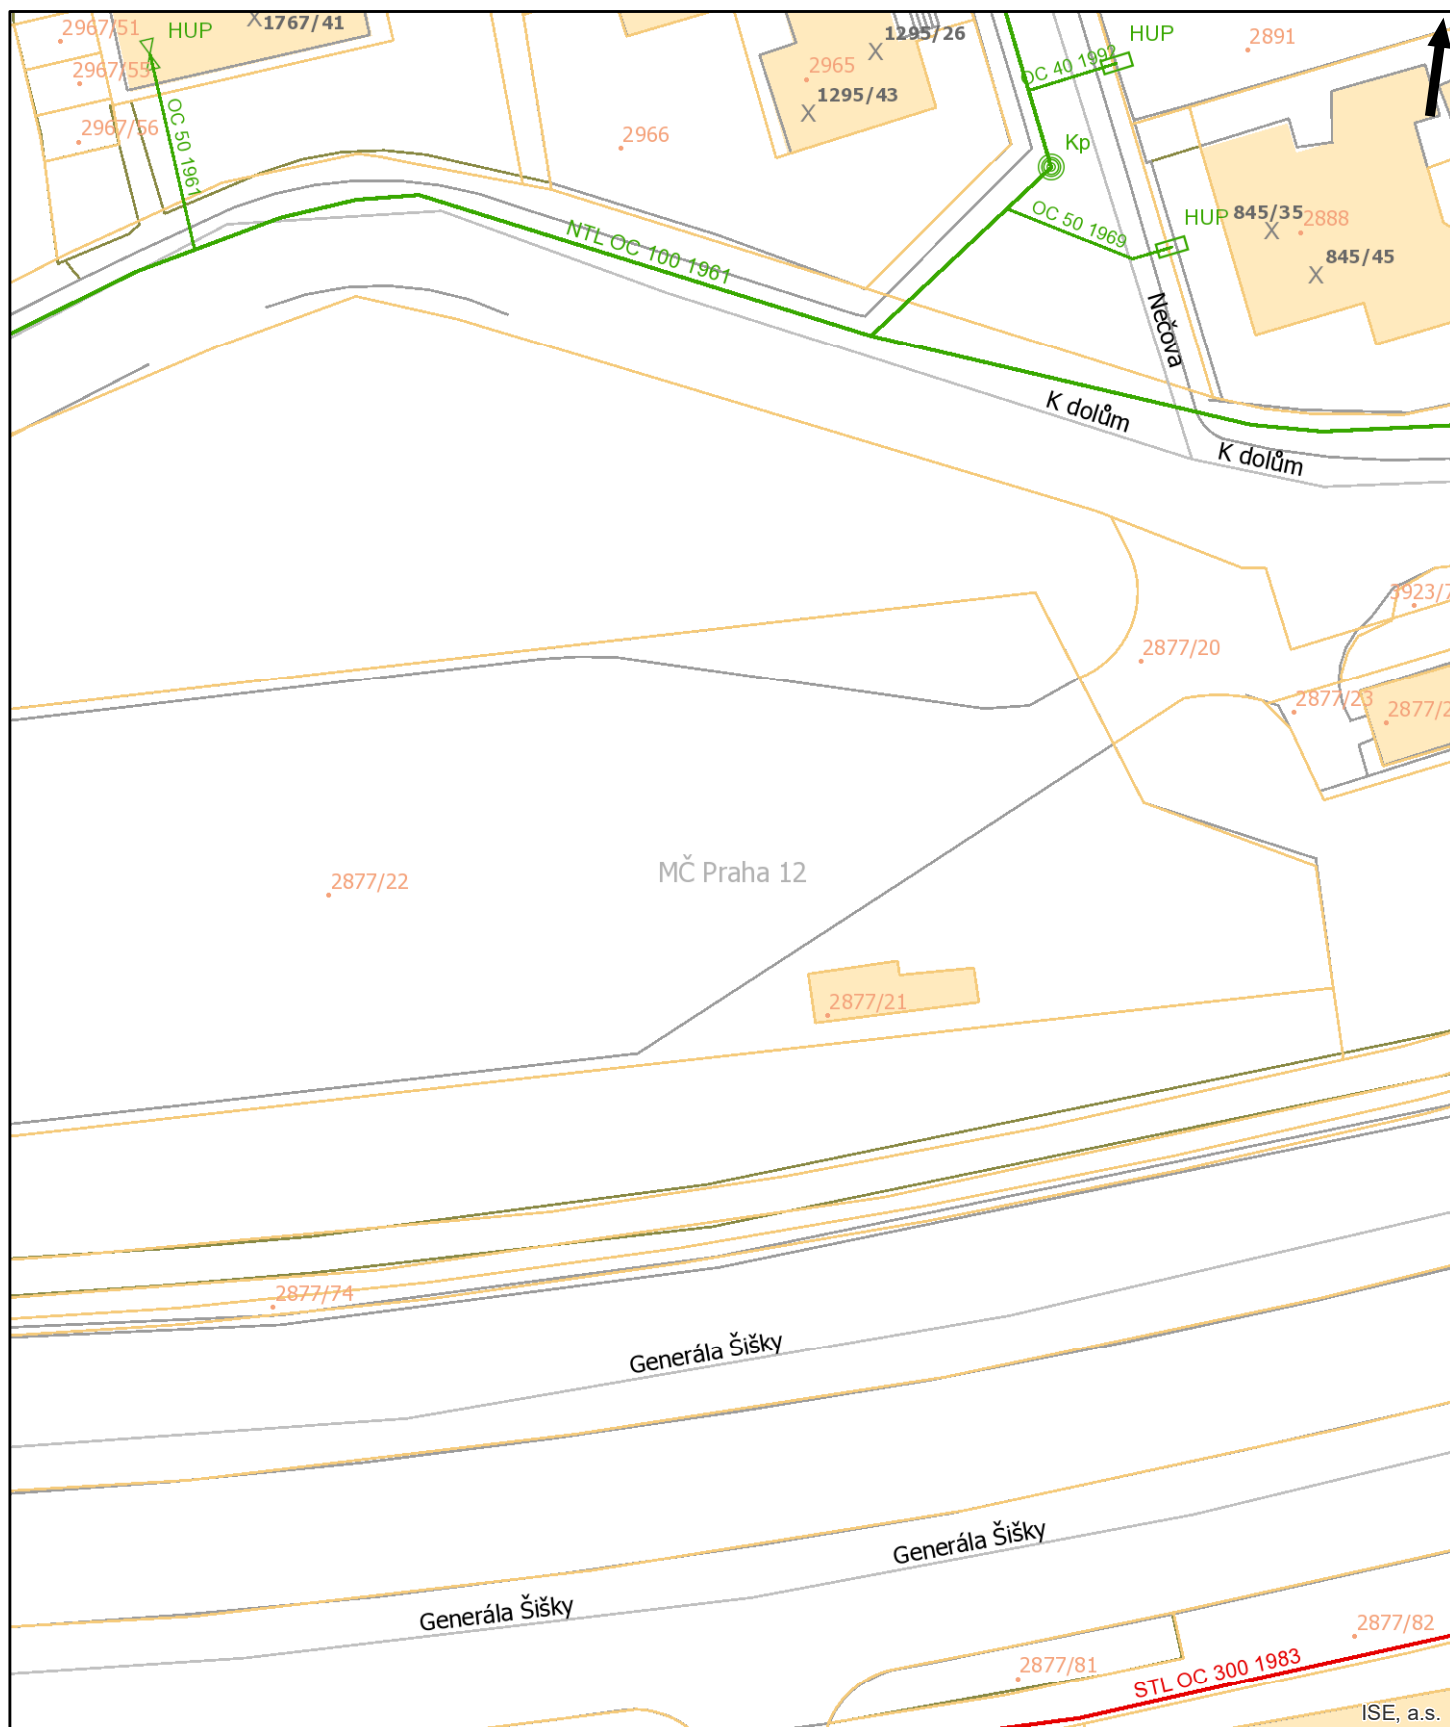 2967/51
HUP
1767/41
1295/26
HUP
2891
2965
OC 40 1992
1295/43
OC 50 1961
2967/56
2966
Kp
OC 50 1969
HUP
845/35
2888
845/45
NTL OC 100 1961
Nečova
K dolům
K dolům
2877/20
2877/23
MČ Praha 12
2877/22
2877/21
2877/74
Generála Šišky
Generála Šišky
Generála Šišky
2877/82
2877/81
STL OC 300 1983
ISE, a.s.